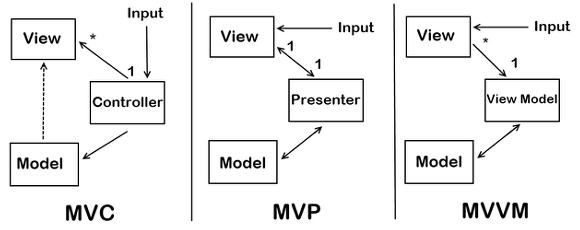 Input
View
*
1
Controller
Model
MVC
Input
View
1
1
Presenter
Model
MVP
Input
View
*
1
View Model
Model
MVVM